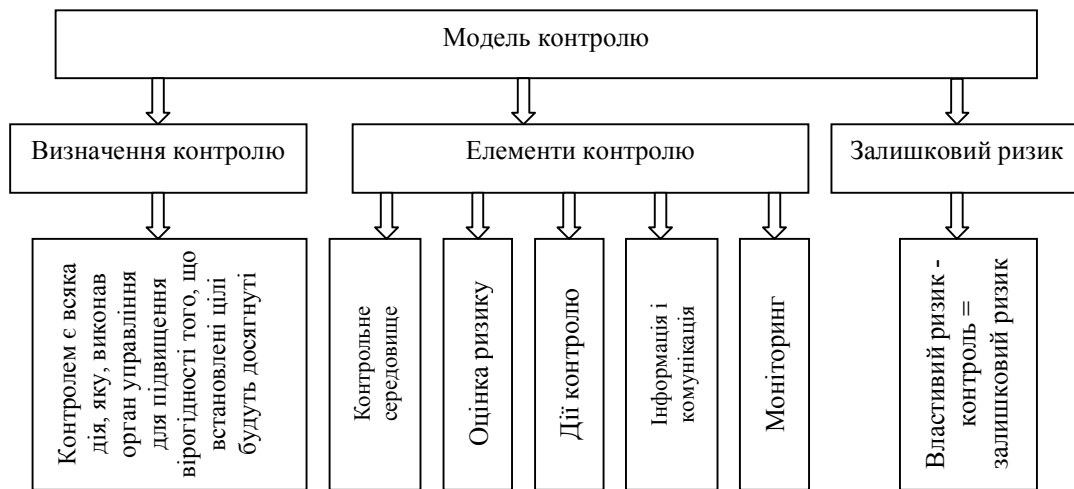 Модель контролю
Визначення контролю
Елементи контролю
Залишковий ризик
Контролем є всяка
дія, яку, виконав
орган управління
для підвищення
вірогідності того, що
встановлені цілі
будуть досягнуті
Контрольне
середовище
Оцінка ризику
Дії контролю
Інформація і
комунікація
Моніторинг
Властивий ризик -
контроль =
залишковий ризик